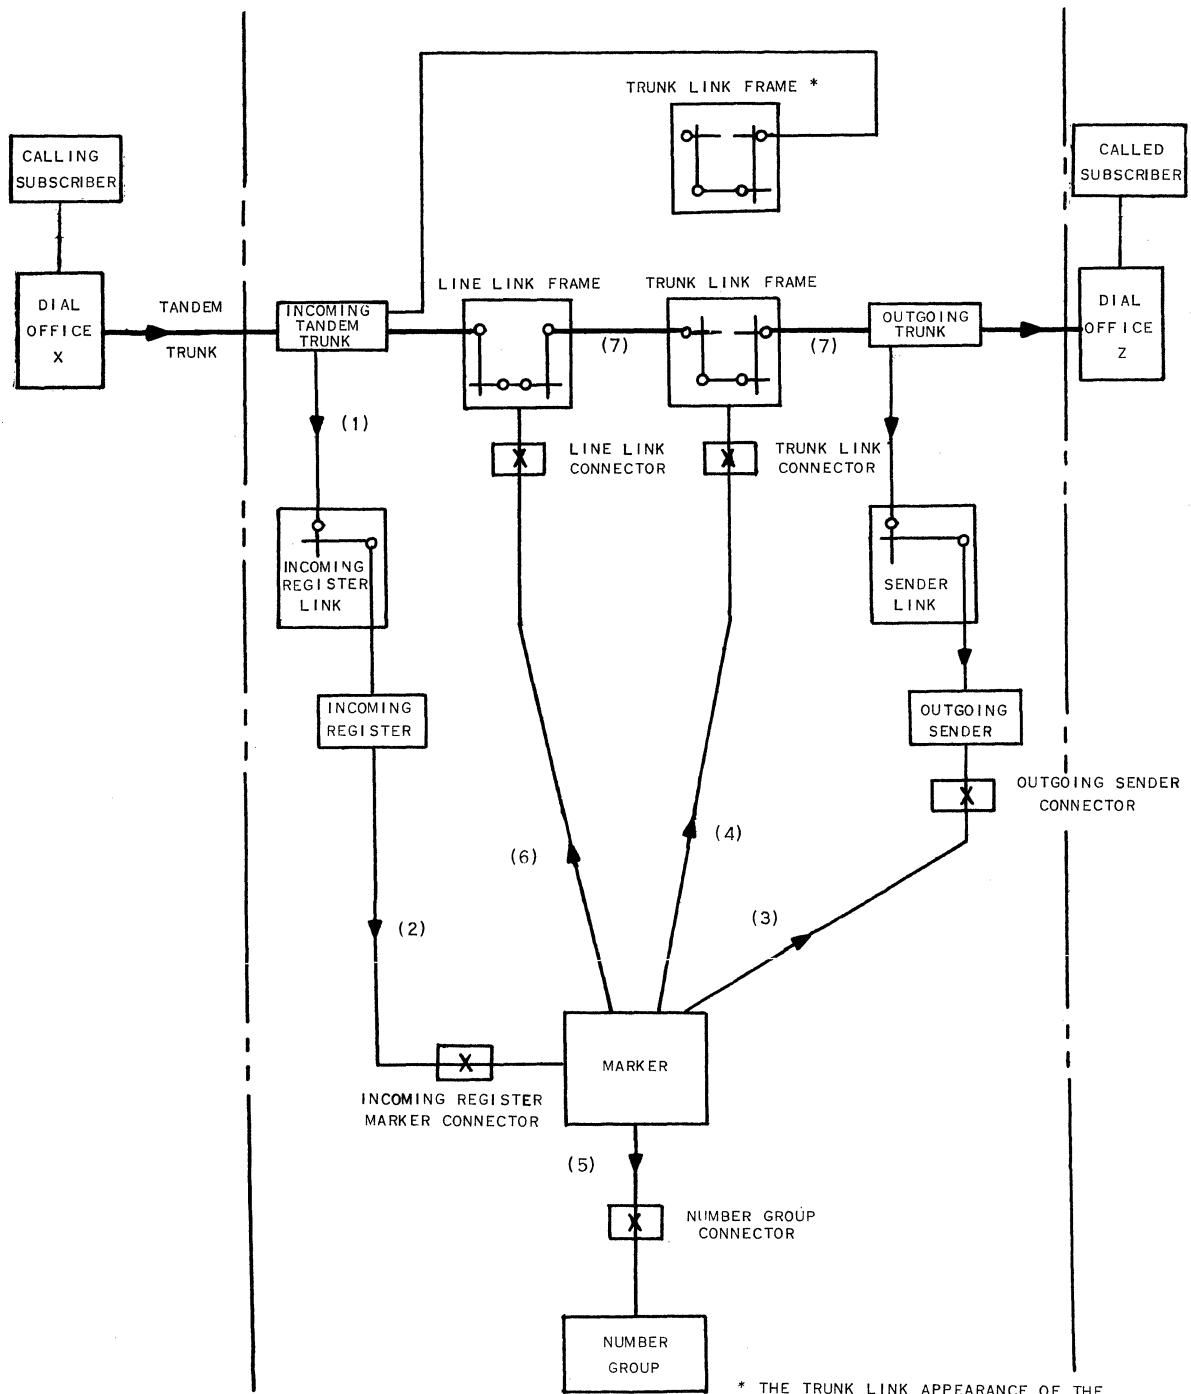 TRUNK LINK FRAME *
CALLING
SUBSCRIBER
CALLED
SUBSCRIBER
LINE LINK FRAME
TRUNK LINK FRAME
DIAL
OFFICE
X
TANDEM
TRUNK
INCOMING
TANDEM
TRUNK
(7)
(7)
OUTGOING
TRUNK
DIAL
OFFICE
Z
(1)
LINE LINK
CONNECTOR
TRUNK LINK
CONNECTOR
INCOMING
REGISTER
LINK
SENDER
LINK
INCOMING
REGISTER
OUTGOING
SENDER
OUTGOING SENDER
CONNECTOR
(6)
(4)
(3)
(2)
MARKER
INCOMING REGISTER
MARKER CONNECTOR
(5)
NUMBER GROUP
CONNECTOR
NUMBER
GROUP
* THE TRUNK LINK APPEARANCE OF THE